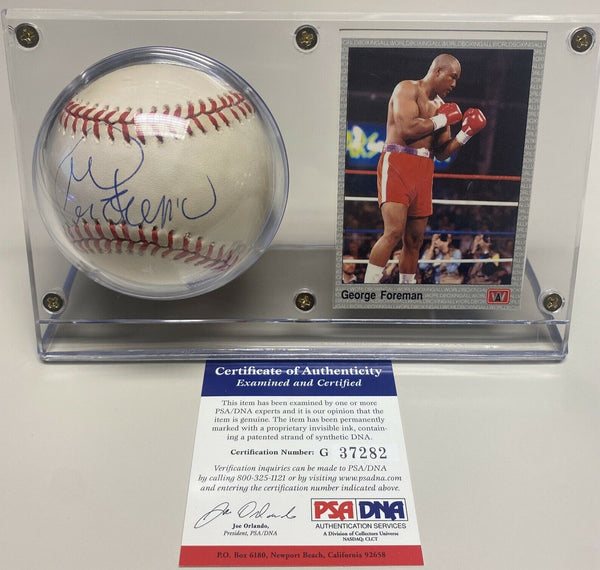 ALL WORLD BOXING
George Foreman
W
Certificate of Authenticity
Examined and Certified
This item has been examined by one or more
PSA/DNA experts and it is our opinion that
the item is genuine. The item has been permanently
marked with a proprietary invisible ink, contain-
ing a patented strand of synthetic DNA.
Certification Number: G 37282
Verification inquiries can be made to PSA/DNA
by calling 800-325-1121 or by visiting www.psadna.com
and entering the certification number indicated above.
Joe Orlando
Joe Orlando,
President, PSA/DNA
PSA DNA
AUTHENTICATION SERVICES
A Division of Collectors Universe
NASDAQ: CLCT
P.O. Box 6180, Newport Beach, California 92658